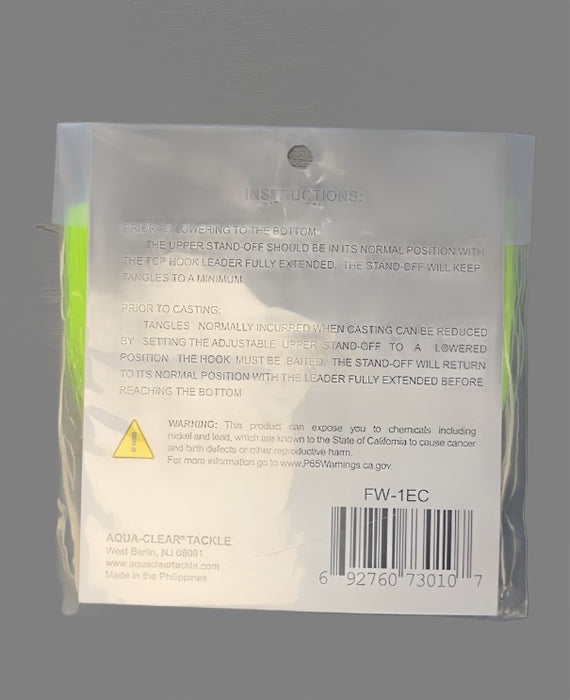 INSTRUCTIONS:
PRIOR TO LOWERING TO THE BOTTOM:
THE UPPER STAND-OFF SHOULD BE IN ITS NORMAL POSITION WITH
THE TOP HOOK LEADER FULLY EXTENDED. THE STAND-OFF WILL KEEP
TANGLES TO A MINIMUM
PRIOR TO CASTING:
TANGLES NORMALLY INCURRED WHEN CASTING CAN BE REDUCED
BY SETTING THE ADJUSTABLE UPPER STAND-OFF TO A LOWERED
POSITION. THE HOOK MUST BE BAITED. THE STAND-OFF WILL RETURN
TO ITS NORMAL POSITION WITH THE LEADER FULLY EXTENDED BEFORE
REACHING THE BOTTOM
WARNING: This product can expose you to chemicals including
nickel and lead, which are known to the State of California to cause cancer
and birth defects or other reproductive harm.
For more information go to www.P65Warnings.ca.gov.
FW-1EC
AQUA-CLEAR® TACKLE
West Berlin, NJ 08091
www.aquacleartackle.com
Made in the Philippines
6 92760 73010 7